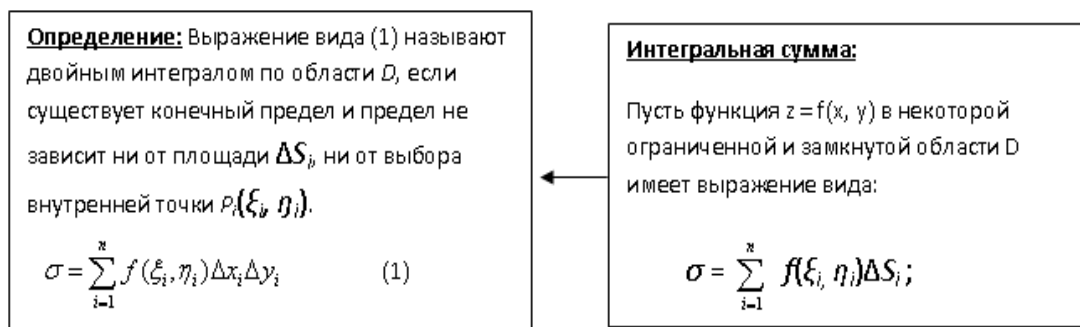 Определение: Выражение вида (1) называют
двойным интегралом по области D, если
существует конечный предел и предел не
зависит ни от площади ΔSᵢ, ни от выбора
внутренней точки Pᵢ(ξᵢ, ηᵢ).
σ = ∑ᵢ₌₁ⁿ f(ξᵢ, ηᵢ)ΔxᵢΔyᵢ (1)
Интегральная сумма:
Пусть функция z = f(x, y) в некоторой
ограниченной и замкнутой области D
имеет выражение вида:
σ = ∑ᵢ₌₁ⁿ f(ξᵢ, ηᵢ)ΔSᵢ ;